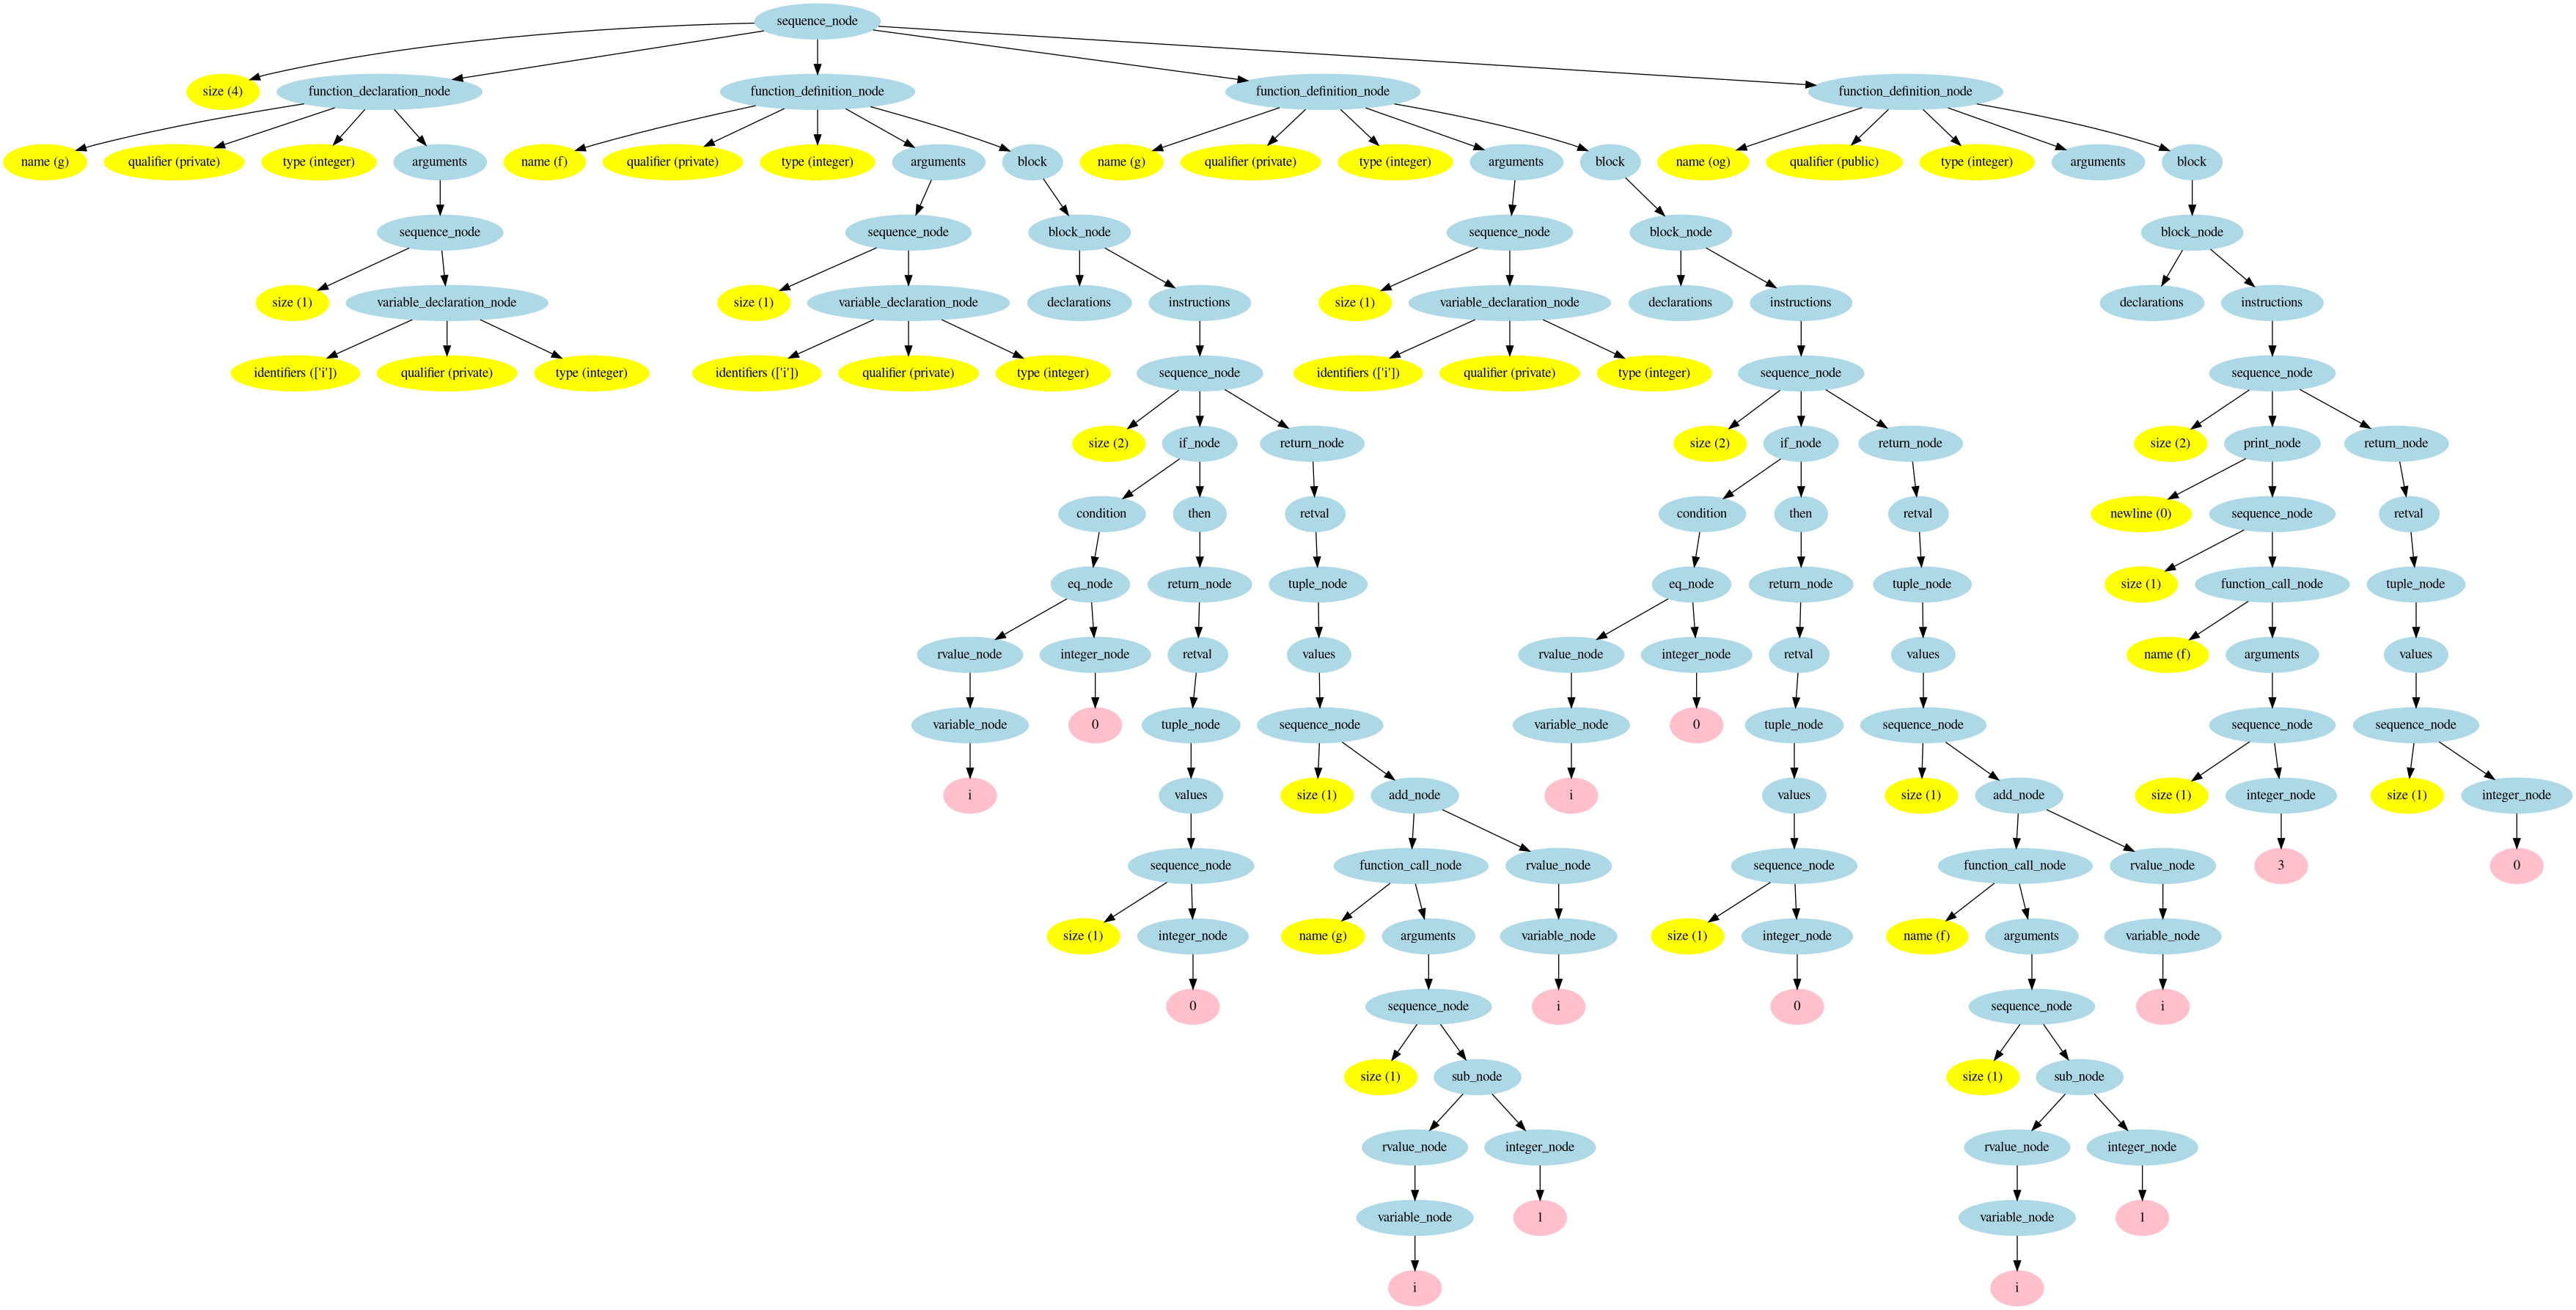 sequence_node
size (4)
function_declaration_node
function_definition_node
function_definition_node
function_definition_node
name (g)
qualifier (private)
type (integer)
arguments
name (f)
qualifier (private)
type (integer)
arguments
block
name (g)
qualifier (private)
type (integer)
arguments
block
name (og)
qualifier (public)
type (integer)
arguments
block
sequence_node
sequence_node
block_node
sequence_node
block_node
block_node
size (1)
variable_declaration_node
size (1)
variable_declaration_node
declarations
instructions
size (1)
variable_declaration_node
declarations
instructions
declarations
instructions
identifiers (['i'])
qualifier (private)
type (integer)
identifiers (['i'])
qualifier (private)
type (integer)
sequence_node
identifiers (['i'])
qualifier (private)
type (integer)
sequence_node
sequence_node
size (2)
if_node
return_node
size (2)
if_node
return_node
size (2)
print_node
return_node
condition
then
retval
condition
then
retval
newline (0)
sequence_node
retval
eq_node
return_node
tuple_node
eq_node
return_node
tuple_node
size (1)
function_call_node
tuple_node
rvalue_node
integer_node
retval
values
rvalue_node
integer_node
retval
values
name (f)
arguments
values
variable_node
0
tuple_node
sequence_node
variable_node
0
tuple_node
sequence_node
sequence_node
sequence_node
i
values
size (1)
add_node
i
values
size (1)
add_node
size (1)
integer_node
size (1)
integer_node
sequence_node
function_call_node
rvalue_node
sequence_node
function_call_node
rvalue_node
3
0
size (1)
integer_node
name (g)
arguments
variable_node
size (1)
integer_node
name (f)
arguments
variable_node
0
sequence_node
i
0
sequence_node
i
size (1)
sub_node
size (1)
sub_node
rvalue_node
integer_node
rvalue_node
integer_node
variable_node
1
variable_node
1
i
i